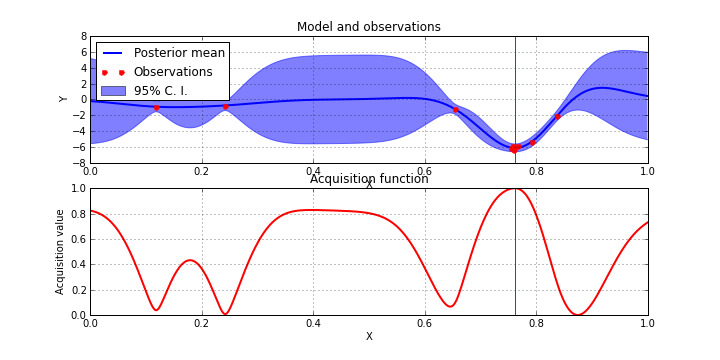 Model and observations
8
6
4
2
0
−2
−4
−6
−8
Y
Posterior mean
Observations
95% C. I.
0.0 0.2 0.4 0.6 0.8 1.0
X
Acquisition function
1.0
0.8
0.6
0.4
0.2
0.0
Acquisition value
0.0 0.2 0.4 0.6 0.8 1.0
X